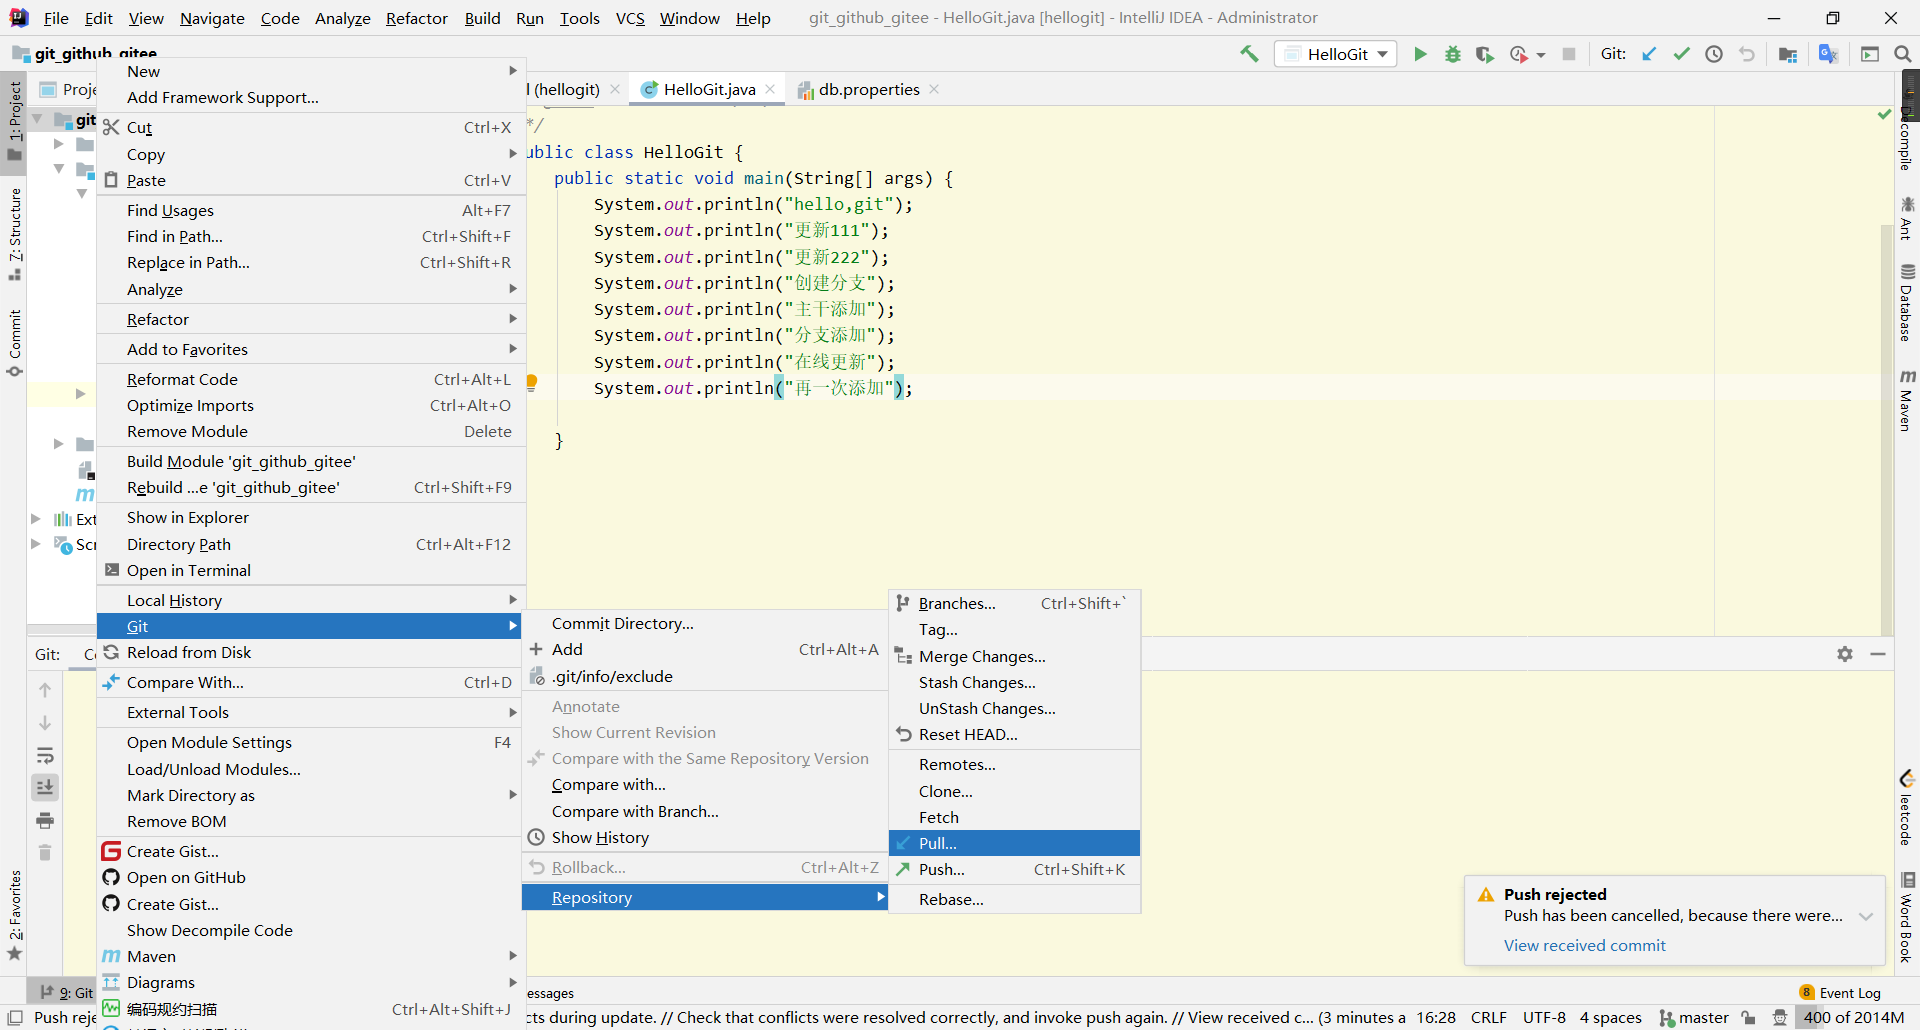 File Edit View Navigate Code Analyze Refactor Build Run Tools VCS Window Help git_github_gitee - HelloGit.java [hellogit] - IntelliJ IDEA - Administrator
git_github_gitee HelloGit Git:
l (hellogit) HelloGit.java db.properties
1: Project
7: Structure
Commit
2: Favorites
Proje
git
Ext
Scr
Git: C
9: Git
New
Add Framework Support...
Cut Ctrl+X
Copy
Paste Ctrl+V
Find Usages Alt+F7
Find in Path... Ctrl+Shift+F
Replace in Path... Ctrl+Shift+R
Analyze
Refactor
Add to Favorites
Reformat Code Ctrl+Alt+L
Optimize Imports Ctrl+Alt+O
Remove Module Delete
Build Module 'git_github_gitee'
Rebuild ...e 'git_github_gitee' Ctrl+Shift+F9
Show in Explorer
Directory Path Ctrl+Alt+F12
Open in Terminal
Local History
Git
Reload from Disk
Compare With... Ctrl+D
External Tools
Open Module Settings F4
Load/Unload Modules...
Mark Directory as
Remove BOM
Create Gist...
Open on GitHub
Create Gist...
Show Decompile Code
Maven
Diagrams
编码规约扫描 Ctrl+Alt+Shift+J
*/
ublic class HelloGit {
public static void main(String[] args) {
System.out.println("hello,git");
System.out.println("更新111");
System.out.println("更新222");
System.out.println("创建分支");
System.out.println("主干添加");
System.out.println("分支添加");
System.out.println("在线更新");
System.out.println("再一次添加");
}
Commit Directory...
Add Ctrl+Alt+A
.git/info/exclude
Annotate
Show Current Revision
Compare with the Same Repository Version
Compare with...
Compare with Branch...
Show History
Rollback... Ctrl+Alt+Z
Repository
Branches... Ctrl+Shift+`
Tag...
Merge Changes...
Stash Changes...
UnStash Changes...
Reset HEAD...
Remotes...
Clone...
Fetch
Pull...
Push... Ctrl+Shift+K
Rebase...
Decompile
Ant
Database
Maven
leetcode
Word Book
Push rejected
Push has been cancelled, because there were...
View received commit
essages
8 Event Log
Push reje cts during update. // Check that conflicts were resolved correctly, and invoke push again. // View received c... (3 minutes a 16:28 CRLF UTF-8 4 spaces master 400 of 2014M